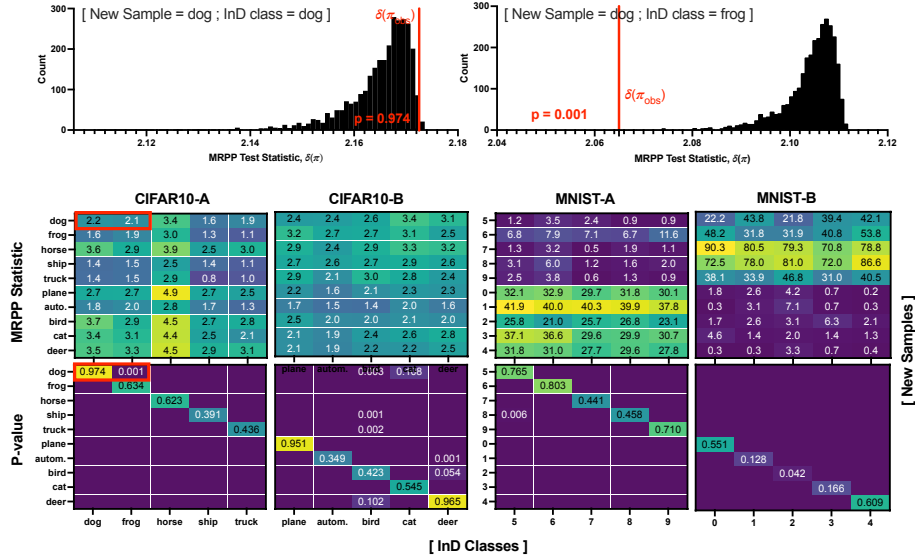 [ New Sample = dog ; InD class = dog ]
[ New Sample = dog ; InD class = frog ]
300
200
100
0
Count
δ(π_obs)
p = 0.974
2.12 2.14 2.16 2.18
MRPP Test Statistic, δ(π)
300
200
100
0
Count
δ(π_obs)
p = 0.001
2.04 2.06 2.08 2.10 2.12
MRPP Test Statistic, δ(π)
CIFAR10-A CIFAR10-B MNIST-A MNIST-B
MRPP Statistic
dog 2.2 2.1 3.4 1.6 1.9 2.4 2.4 2.6 3.4 3.1 5 1.2 3.5 2.4 0.9 0.9 22.2 43.8 21.8 39.4 42.1
frog 1.6 1.9 3.0 1.3 1.1 3.2 2.7 2.7 3.1 2.5 6 6.8 7.9 7.1 6.7 11.6 48.2 31.8 31.9 40.8 53.8
horse 3.6 2.9 3.9 2.5 3.0 2.9 2.4 2.9 3.3 3.2 7 1.3 3.2 0.5 1.9 1.1 90.3 80.5 79.3 70.8 78.8
ship 1.4 1.5 2.5 1.4 1.1 2.7 2.6 2.7 2.9 2.6 8 3.1 6.0 1.2 1.6 2.0 72.5 78.0 81.0 72.0 86.6
truck 1.4 1.5 2.9 0.8 1.0 2.9 2.1 3.0 2.8 2.4 9 2.5 3.8 0.6 1.3 0.9 38.1 33.9 46.8 31.0 40.5
plane 2.7 2.7 4.9 2.7 2.5 2.2 1.6 2.1 2.3 2.3 0 32.1 32.9 29.7 31.8 30.1 1.8 2.6 4.2 0.7 0.2
auto. 1.8 2.0 2.8 1.7 1.3 1.7 1.5 1.4 2.0 1.6 1 41.9 40.0 40.3 39.9 37.8 0.3 3.1 7.1 0.7 0.3
bird 3.7 2.9 4.5 2.7 2.8 2.5 2.0 2.0 2.1 2.0 2 25.8 21.0 25.7 26.8 23.1 1.7 2.6 3.1 6.3 2.1
cat 3.4 3.1 4.4 2.5 2.1 2.1 1.9 2.4 2.6 2.8 3 37.1 36.6 29.6 29.9 30.7 4.6 1.4 2.0 1.4 1.3
deer 3.5 3.3 4.5 2.9 3.1 2.1 1.9 2.2 2.2 2.5 4 31.8 31.0 27.7 29.6 27.8 0.3 3.3 3.3 0.7 0.4
plane autom. cat deer
P-value
dog 0.974 0.001 0.003 0.108 5 0.765
frog 0.634 6 0.803
horse 0.623 7 0.441
ship 0.391 0.001 8 0.006 0.458
truck 0.436 0.002 9 0.710
plane 0.951 0 0.551
autom. 0.349 0.001 1 0.128
bird 0.423 0.054 2 0.042
cat 0.545 3 0.166
deer 0.102 0.965 4 0.609
dog frog horse ship truck plane autom. bird cat deer 5 6 7 8 9 0 1 2 3 4
[ InD Classes ]
[ New Samples ]